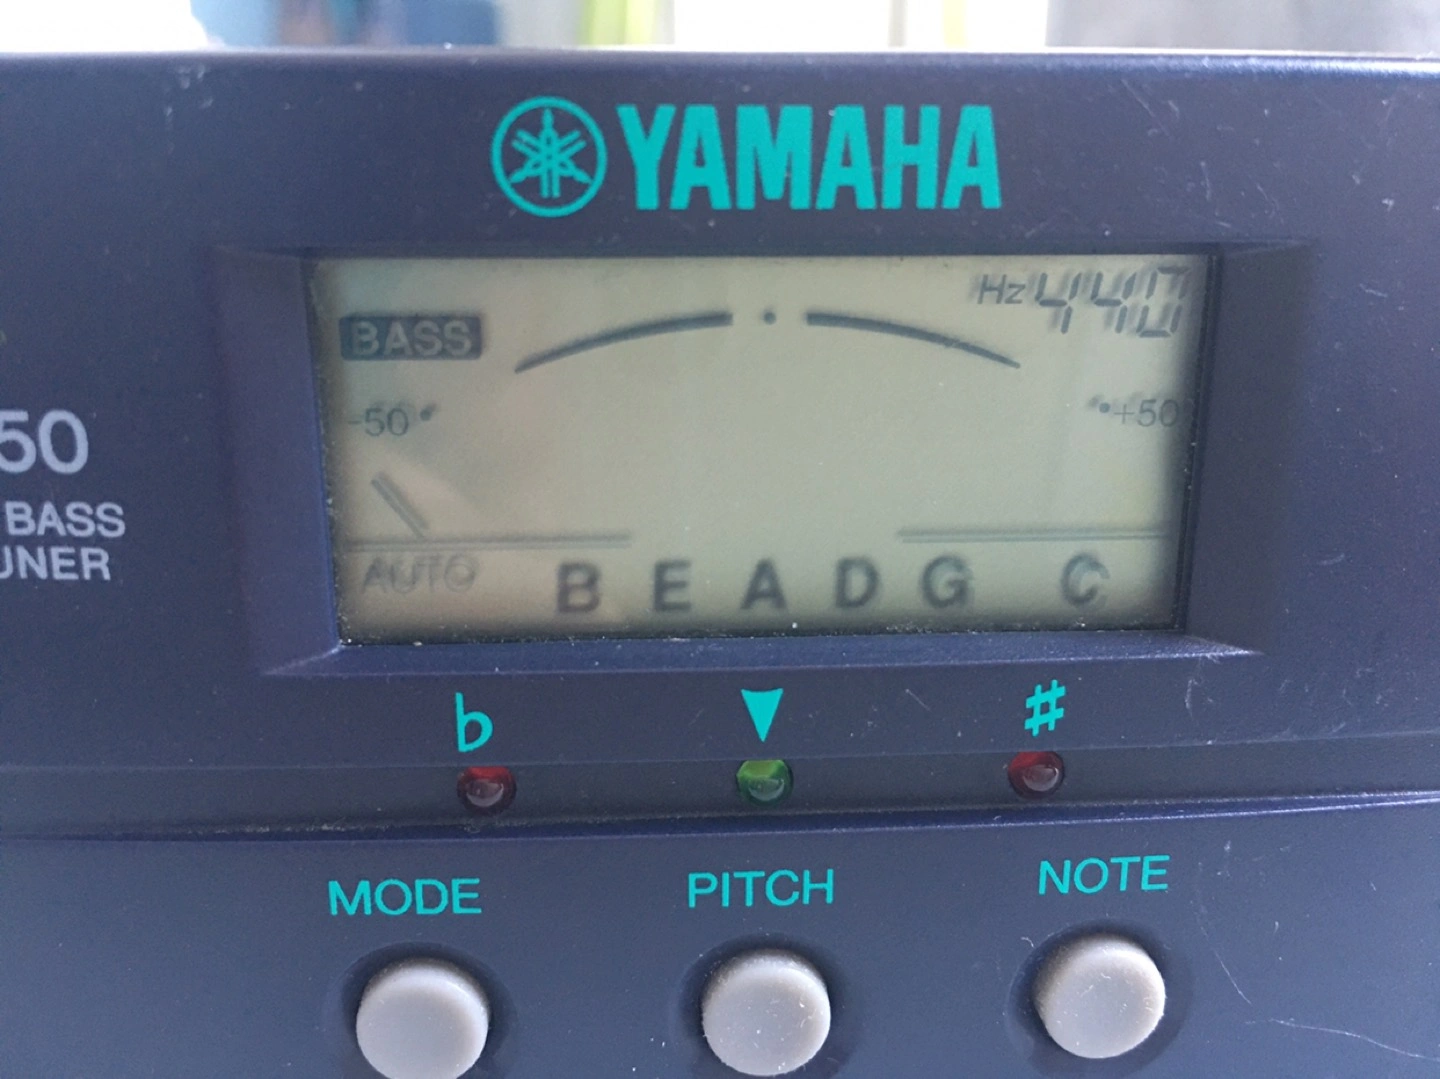 YAMAHA
Hz 440
BASS
-50 +50
50
BASS
UNER
AUTO B E A D G C
b ▼ #
MODE PITCH NOTE